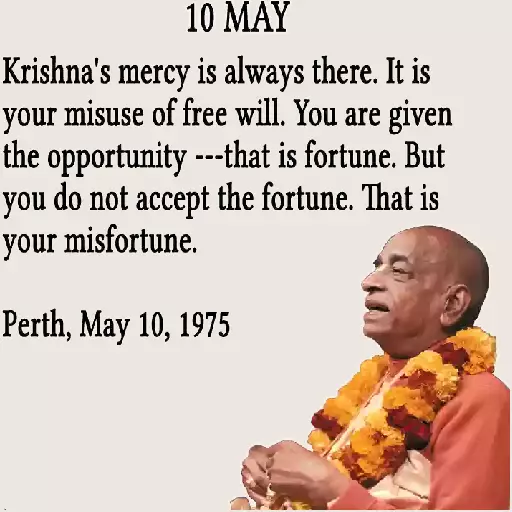 10 MAY
Krishna's mercy is always there. It is
your misuse of free will. You are given
the opportunity ---that is fortune. But
you do not accept the fortune. That is
your misfortune.
Perth, May 10, 1975